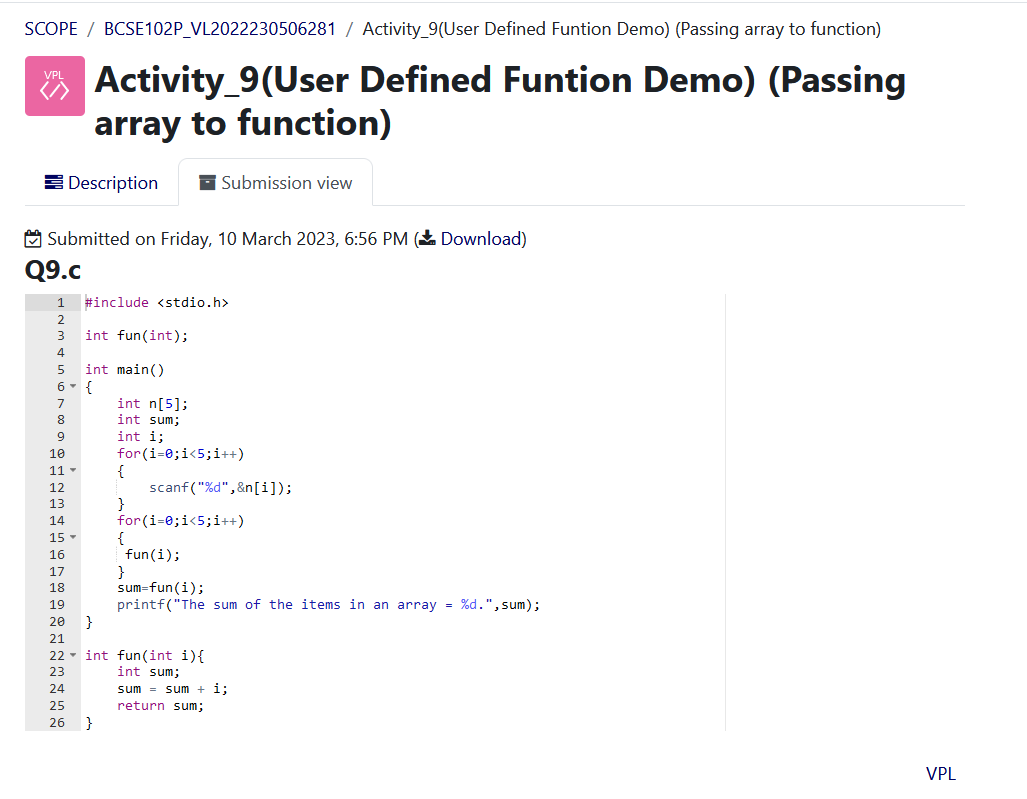 SCOPE / BCSE102P_VL2022230506281 / Activity_9(User Defined Funtion Demo) (Passing array to function)
VPL
Activity_9(User Defined Funtion Demo) (Passing
array to function)
Description
Submission view
Submitted on Friday, 10 March 2023, 6:56 PM (Download)
Q9.c
1 #include <stdio.h>
2
3 int fun(int);
4
5 int main()
6 {
7     int n[5];
8     int sum;
9     int i;
10     for(i=0;i<5;i++)
11     {
12         scanf("%d",&n[i]);
13     }
14     for(i=0;i<5;i++)
15     {
16      fun(i);
17     }
18     sum=fun(i);
19     printf("The sum of the items in an array = %d.",sum);
20 }
21
22 int fun(int i){
23     int sum;
24     sum = sum + i;
25     return sum;
26 }
VPL